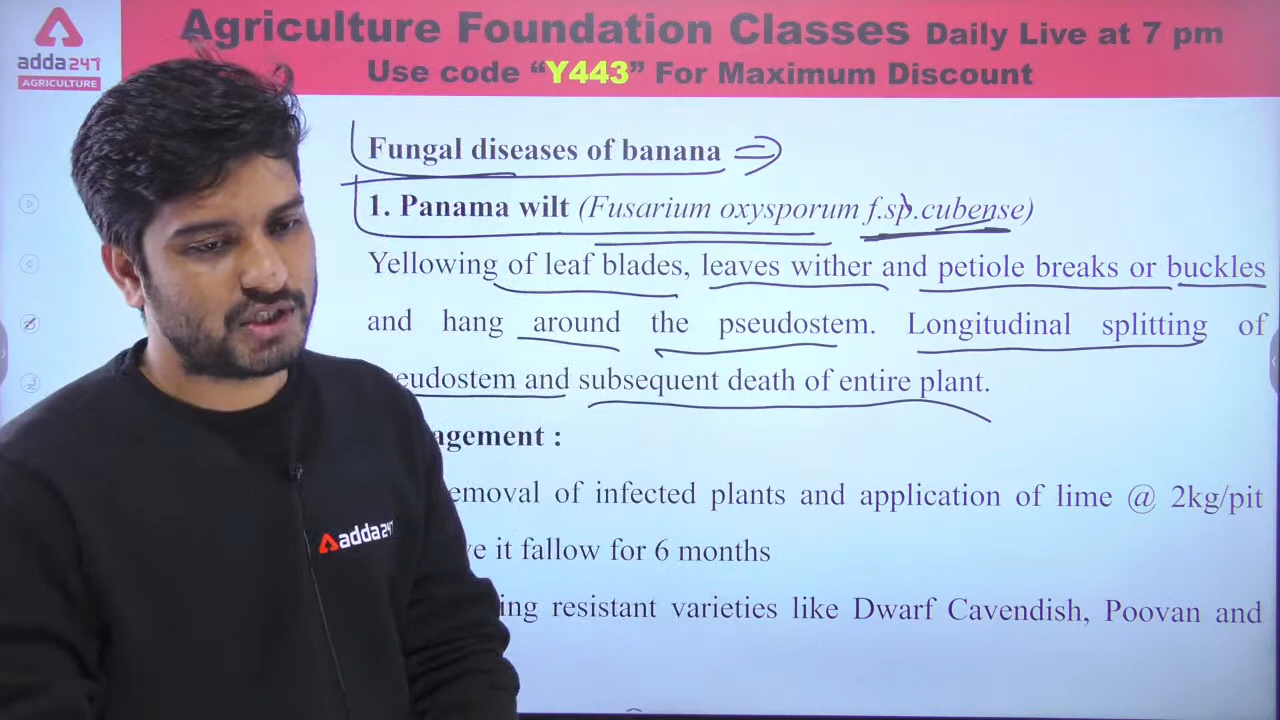 Agriculture Foundation Classes Daily Live at 7 pm
adda247
AGRICULTURE
Use code “Y443” For Maximum Discount
Fungal diseases of banana
1. Panama wilt (Fusarium oxysporum f.sp.cubense)
Yellowing of leaf blades, leaves wither and petiole breaks or buckles
and hang around the pseudostem. Longitudinal splitting of
eudostem and subsequent death of entire plant.
agement :
emoval of infected plants and application of lime @ 2kg/pit
ve it fallow for 6 months
ing resistant varieties like Dwarf Cavendish, Poovan and
adda247